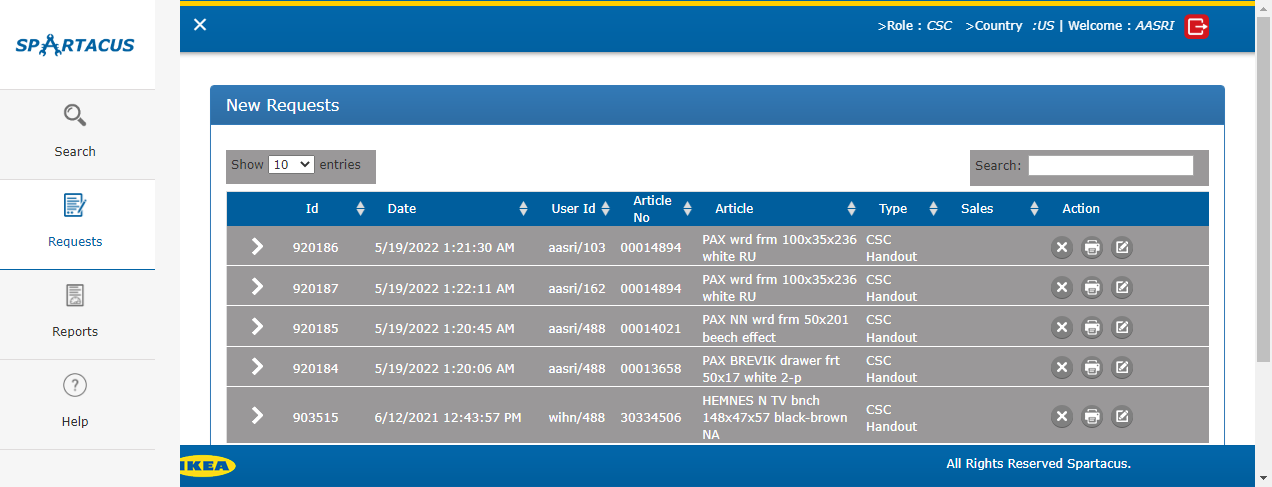 SPARTACUS
Search
Requests
Reports
? Help
>Role : CSC >Country :US | Welcome : AASRI
New Requests
Show 10 entries
Search:
Id Date User Id Article No Article Type Sales Action
920186 5/19/2022 1:21:30 AM aasri/103 00014894 PAX wrd frm 100x35x236 white RU CSC Handout
920187 5/19/2022 1:22:11 AM aasri/162 00014894 PAX wrd frm 100x35x236 white RU CSC Handout
920185 5/19/2022 1:20:45 AM aasri/488 00014021 PAX NN wrd frm 50x201 beech effect CSC Handout
920184 5/19/2022 1:20:06 AM aasri/488 00013658 PAX BREVIK drawer frt 50x17 white 2-p CSC Handout
903515 6/12/2021 12:43:57 PM wihn/488 30334506 HEMNES N TV bnch 148x47x57 black-brown NA CSC Handout
IKEA
All Rights Reserved Spartacus.